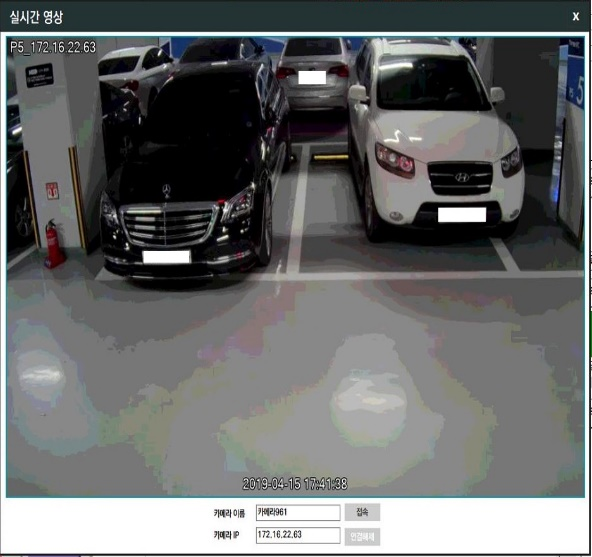 실시간 영상 X
P5_172.16.22.63
5
2019-04-15 17:41:38
카메라 이름 카메라961 접속
카메라 IP 172.16.22.63 연결해제